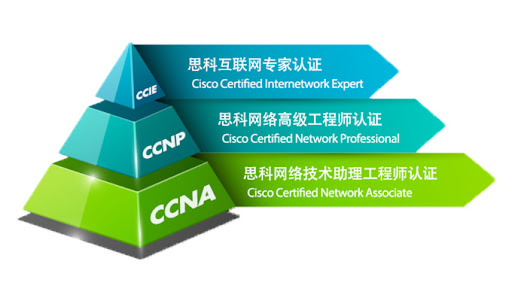 CCIE
思科互联网专家认证
Cisco Certified Internetwork Expert
CCNP
思科网络高级工程师认证
Cisco Certified Network Professional
CCNA
思科网络技术助理工程师认证
Cisco Certified Network Associate